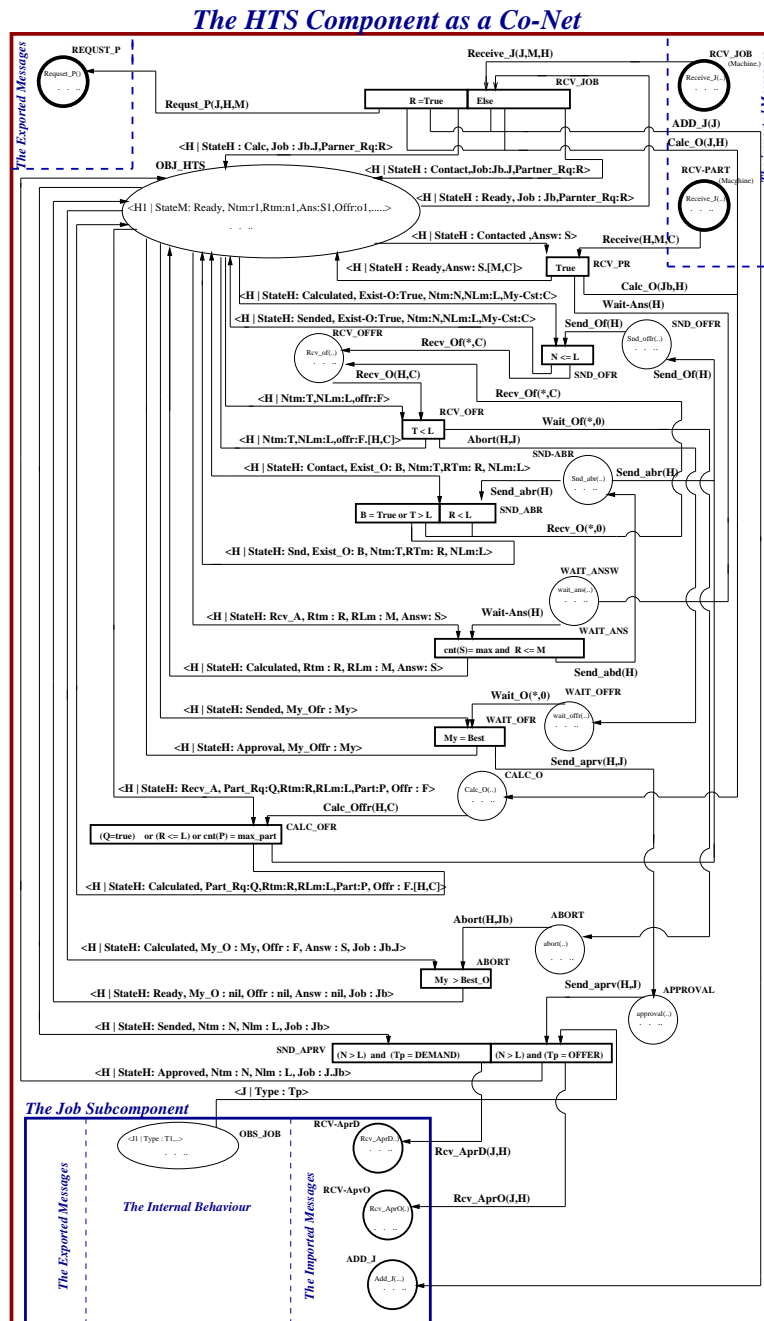 The HTS Component as a Co-Net
The Exported Messages
REQUST_P
Requset_P()
. . ..
Receive_J(J,M,H)
RCV_JOB
(Machine.)
Receive_J(..)
. . ..
RCV_JOB
R =True
Else
Requst_P(J,H,M)
ADD_J(J)
Calc_O(J,H)
<H | StateH : Calc, Job : Jb.J,Parner_Rq:R>
OBJ_HTS
<H | StateH : Contact,Job:Jb.J,Partner_Rq:R>
RCV-PART
(Macghine)
Receive_J(..)
. . ..
<H | StateH : Ready, Job : Jb,Parnter_Rq:R>
<H1 | StateM: Ready, Ntm:r1,Rtm:n1,Ans:S1,Offr:o1,.....>
. . ..
<H | StateH : Contacted ,Answ: S>
Receive(H,M,C)
True
RCV_PR
<H | StateH : Ready,Answ: S.[M,C]>
Calc_O(Jb,H)
<H | StateH: Calculated, Exist-O:True, Ntm:N,NLm:L,My-Cst:C>
Wait-Ans(H)
<H | StateH: Sended, Exist-O:True, Ntm:N,NLm:L,My-Cst:C>
Send_Of(H)
SND_OFFR
RCV_OFFR
Rcv_of(..)
. . ..
Recv_Of(*,C)
Snd_offr(..)
. . ..
N <= L
SND_OFR
Send_Of(H)
Recv_O(H,C)
Recv_Of(*,C)
<H | Ntm:T,NLm:L,offr:F>
RCV_OFR
T < L
Wait_Of(*,0)
<H | Ntm:T,NLm:L,offr:F.[H,C]>
Abort(H,J)
SND-ABR
<H | StateH: Contact, Exist_O: B, Ntm:T,RTm: R, NLm:L>
Snd_abr(..)
. . ..
Send_abr(H)
Send_abr(H)
B = True or T > L
R < L
SND_ABR
Recv_O(*,0)
<H | StateH: Snd, Exist_O: B, Ntm:T,RTm: R, NLm:L>
WAIT_ANSW
wait_ans(..)
. . ..
<H | StateH: Rcv_A, Rtm : R, RLm : M, Answ: S>
Wait-Ans(H)
WAIT_ANS
cnt(S)= max and R <= M
<H | StateH: Calculated, Rtm : R, RLm : M, Answ: S>
Send_abd(H)
Wait_O(*,0)
WAIT_OFFR
<H | StateH: Sended, My_Ofr : My>
wait_offr(..)
. . ..
WAIT_OFR
My = Best
<H | StateH: Approval, My_Offr : My>
Send_aprv(H,J)
CALC_O
<H | StateH: Recv_A, Part_Rq:Q,Rtm:R,RLm:L,Part:P, Offr : F>
Calc_O(..)
. . ..
Calc_Offr(H,C)
CALC_OFR
(Q=true) or (R <= L) or cnt(P) = max_part
<H | StateH: Calculated, Part_Rq:Q,Rtm:R,RLm:L,Part:P, Offr : F.[H,C]>
Abort(H,Jb)
ABORT
abort(..)
. . ..
<H | StateH: Calculated, My_O : My, Offr : F, Answ : S, Job : Jb.J>
ABORT
My > Best_O
<H | StateH: Ready, My_O : nil, Offr : nil, Answ : nil, Job : Jb>
Send_aprv(H,J)
APPROVAL
approval(..)
. . ..
<H | StateH: Sended, Ntm : N, Nlm : L, Job : Jb>
SND_APRV
(N > L) and (Tp = DEMAND)
(N > L) and (Tp = OFFER)
<H | StateH: Approved, Ntm : N, Nlm : L, Job : J.Jb>
<J | Type : Tp>
The Job Subcomponent
OBS_JOB
<J1 | Type : T1,..>
. . ..
RCV-AprD
Rcv_AprD(..)
. . ..
Rcv_AprD(J,H)
The Exported Messages
The Internal Behaviour
The Imported Messages
RCV-ApvO
Rcv_AprO(.)
. . ..
Rcv_AprO(J,H)
ADD_J
Add_J(...)
. . ..